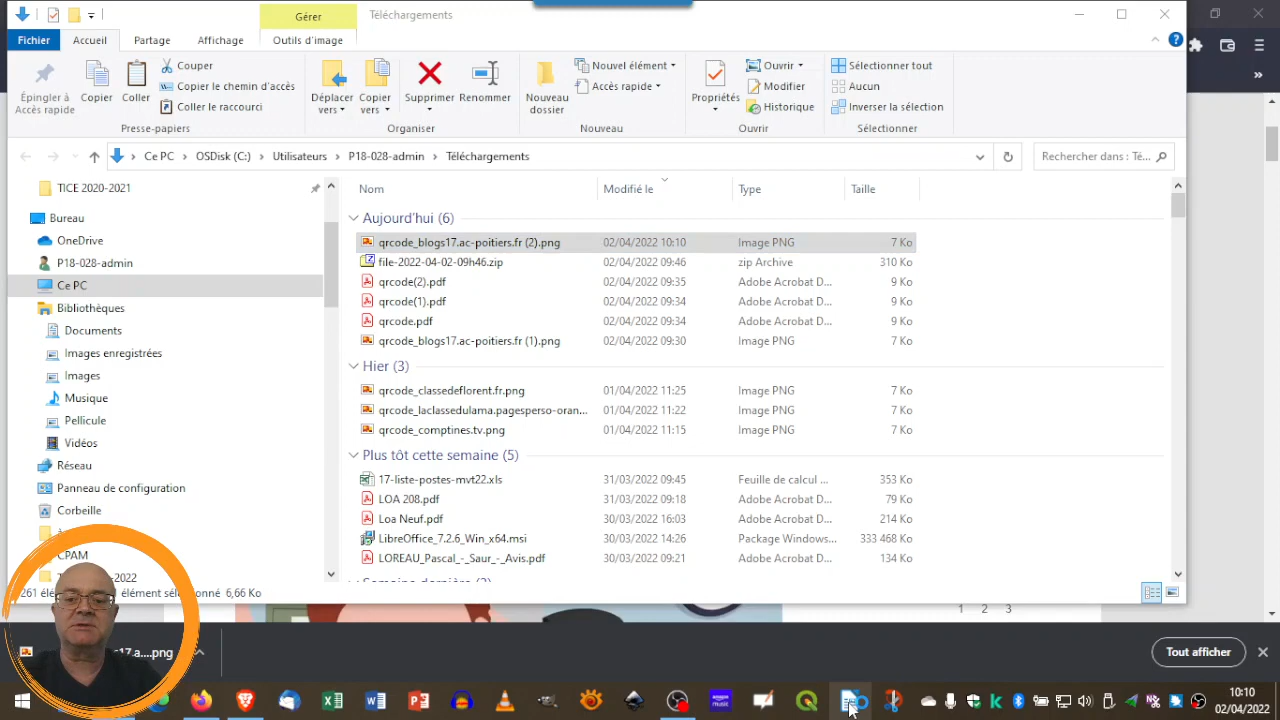 Gérer
Téléchargements
Fichier
Accueil
Partage
Affichage
Outils d'image
Épingler à
Accès rapide
Copier
Coller
Couper
Copier le chemin d'accès
Coller le raccourci
Presse-papiers
Déplacer
vers
Copier
vers
Supprimer
Renommer
Organiser
Nouveau
dossier
Nouvel élément
Accès rapide
Nouveau
Propriétés
Ouvrir
Modifier
Historique
Ouvrir
Sélectionner tout
Aucun
Inverser la sélection
Sélectionner
Ce PC > OSDisk (C:) > Utilisateurs > P18-028-admin > Téléchargements
Rechercher dans : Té...
TICE 2020-2021
Bureau
OneDrive
P18-028-admin
Ce PC
Bibliothèques
Documents
Images enregistrées
Images
Musique
Pellicule
Vidéos
Réseau
Panneau de configuration
Corbeille
CPAM
Nom Modifié le Type Taille
Aujourd'hui (6)
qrcode_blogs17.ac-poitiers.fr (2).png 02/04/2022 10:10 Image PNG 7 Ko
file-2022-04-02-09h46.zip 02/04/2022 09:46 zip Archive 310 Ko
qrcode(2).pdf 02/04/2022 09:35 Adobe Acrobat D... 9 Ko
qrcode(1).pdf 02/04/2022 09:34 Adobe Acrobat D... 9 Ko
qrcode.pdf 02/04/2022 09:34 Adobe Acrobat D... 9 Ko
qrcode_blogs17.ac-poitiers.fr (1).png 02/04/2022 09:30 Image PNG 7 Ko
Hier (3)
qrcode_classedeflorent.fr.png 01/04/2022 11:25 Image PNG 7 Ko
qrcode_laclassedulama.pagesperso-oran... 01/04/2022 11:22 Image PNG 7 Ko
qrcode_comptines.tv.png 01/04/2022 11:15 Image PNG 7 Ko
Plus tôt cette semaine (5)
17-liste-postes-mvt22.xls 31/03/2022 09:45 Feuille de calcul ... 353 Ko
LOA 208.pdf 31/03/2022 09:18 Adobe Acrobat D... 79 Ko
Loa Neuf.pdf 30/03/2022 16:03 Adobe Acrobat D... 214 Ko
LibreOffice_7.2.6_Win_x64.msi 30/03/2022 14:26 Package Windows... 333 468 Ko
LOREAU_Pascal_-_Saur_-_Avis.pdf 30/03/2022 09:21 Adobe Acrobat D... 134 Ko
261 élément sélectionné 6,66 Ko
1 2 3
17.a....png
Tout afficher
10:10
02/04/2022